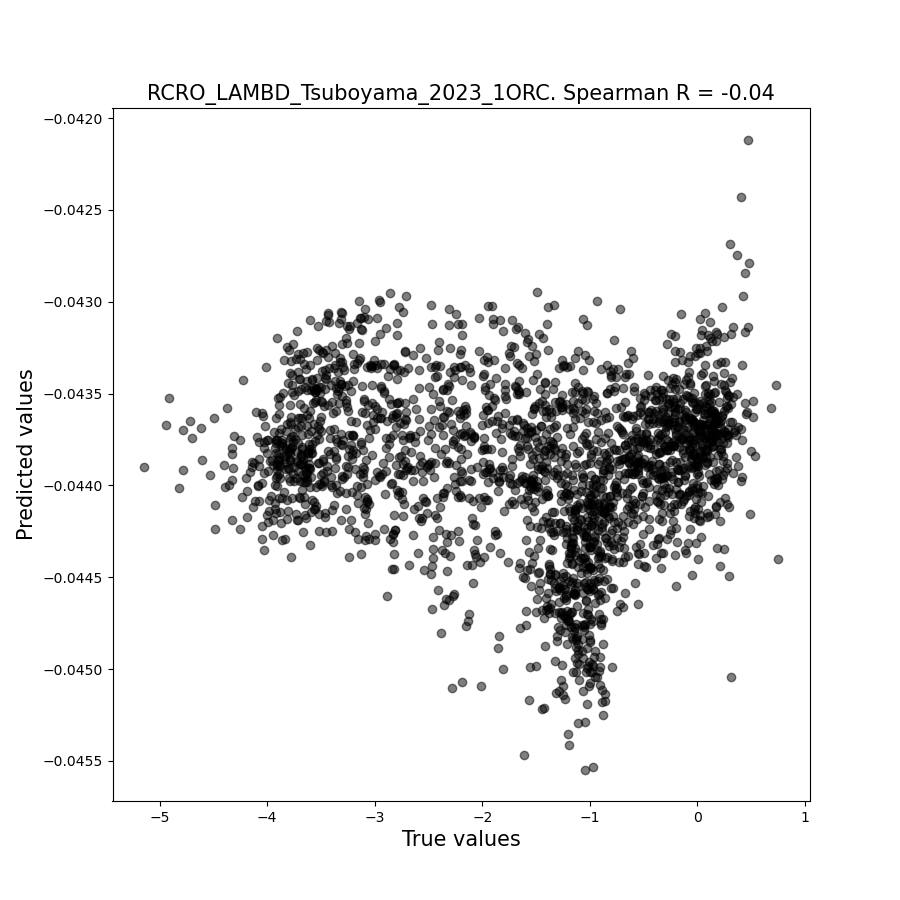 RCRO_LAMBD_Tsuboyama_2023_1ORC. Spearman R = -0.04
−0.0420
−0.0425
−0.0430
−0.0435
−0.0440
−0.0445
−0.0450
−0.0455
Predicted values
−5 −4 −3 −2 −1 0 1
True values